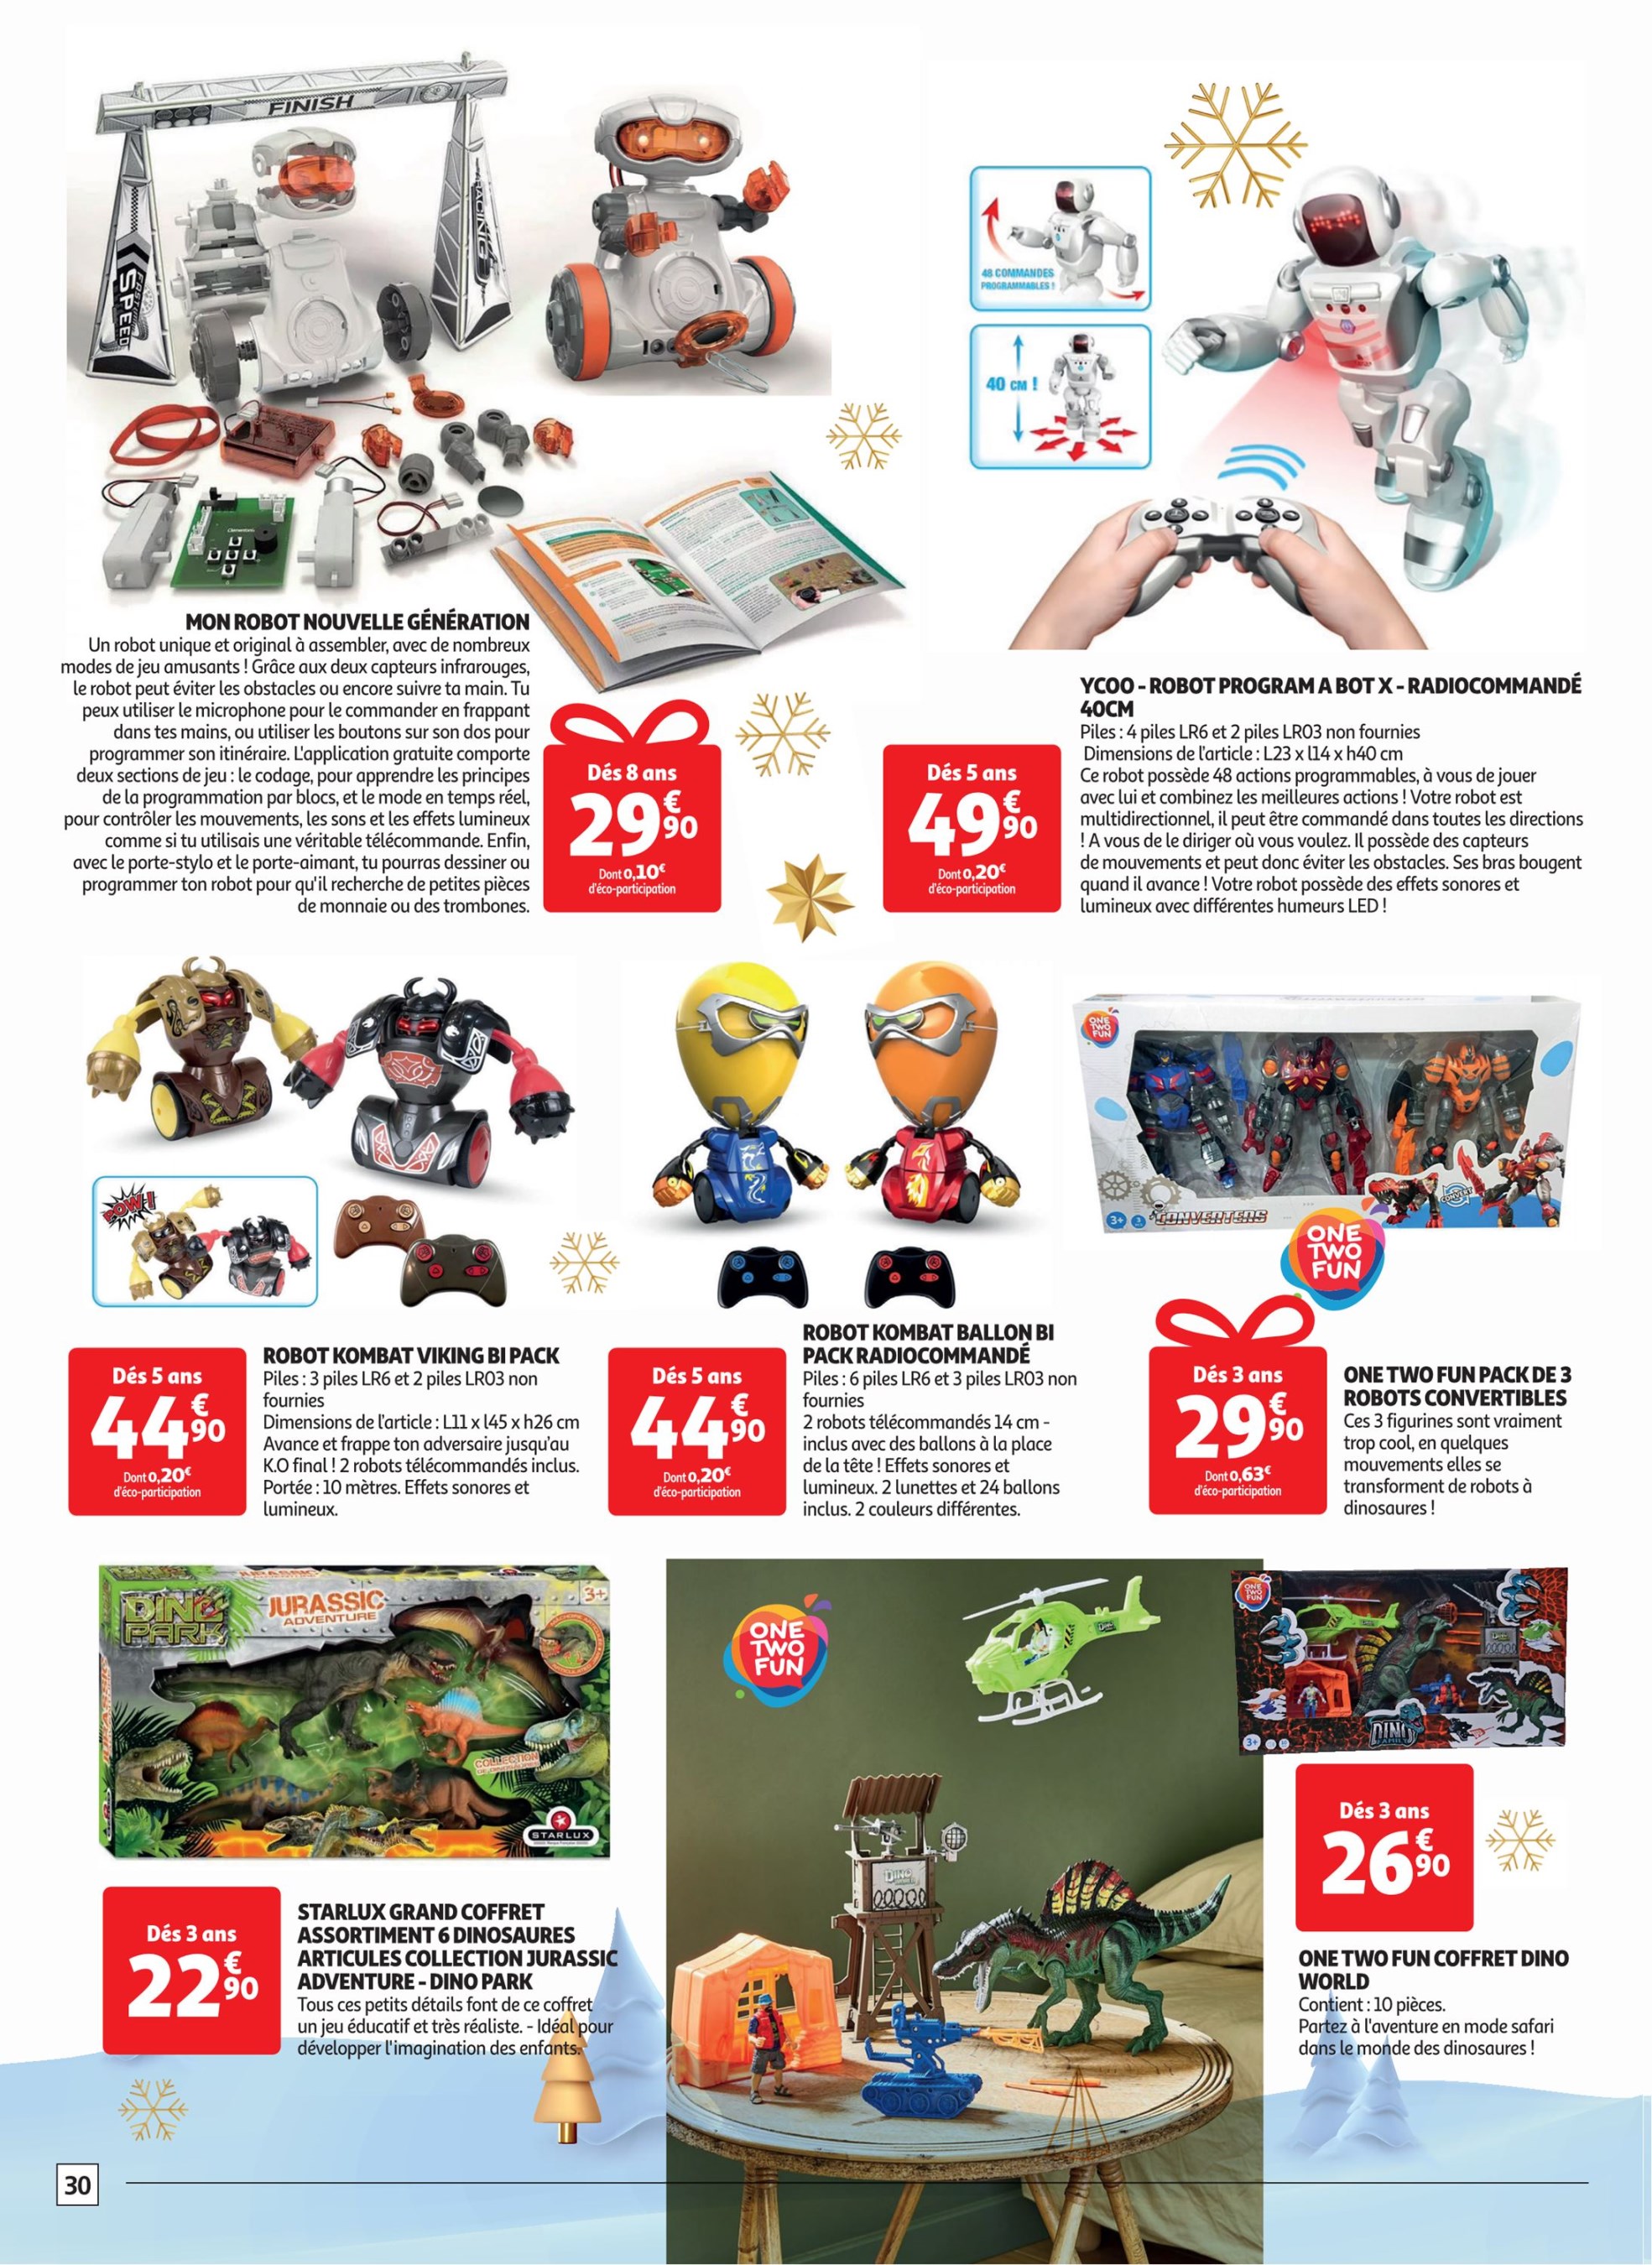 FINISH
SPEED
RACING
48 COMMANDES
PROGRAMMABLES !
40 CM !
MON ROBOT NOUVELLE GÉNÉRATION
Un robot unique et original à assembler, avec de nombreux
modes de jeu amusants ! Grâce aux deux capteurs infrarouges,
le robot peut éviter les obstacles ou encore suivre ta main. Tu
peux utiliser le microphone pour le commander en frappant
dans tes mains, ou utiliser les boutons sur son dos pour
programmer son itinéraire. L'application gratuite comporte
deux sections de jeu : le codage, pour apprendre les principes
de la programmation par blocs, et le mode en temps réel,
pour contrôler les mouvements, les sons et les effets lumineux
comme si tu utilisais une véritable télécommande. Enfin,
avec le porte-stylo et le porte-aimant, tu pourras dessiner ou
programmer ton robot pour qu'il recherche de petites pièces
de monnaie ou des trombones.
Dés 8 ans
29€90
Dont 0,10€
d'éco-participation
Dés 5 ans
49€90
Dont 0,20€
d'éco-participation
YCOO - ROBOT PROGRAM A BOT X - RADIOCOMMANDÉ
40CM
Piles : 4 piles LR6 et 2 piles LR03 non fournies
Dimensions de l'article : L23 x l14 x h40 cm
Ce robot possède 48 actions programmables, à vous de jouer
avec lui et combinez les meilleures actions ! Votre robot est
multidirectionnel, il peut être commandé dans toutes les directions
! A vous de le diriger où vous voulez. Il possède des capteurs
de mouvements et peut donc éviter les obstacles. Ses bras bougent
quand il avance ! Votre robot possède des effets sonores et
lumineux avec différentes humeurs LED !
POW!
ONE
TWO
FUN
3+
CONVERTERS
CONVERT
ONE
TWO
FUN
Dés 5 ans
44€90
Dont 0,20€
d'éco-participation
ROBOT KOMBAT VIKING BI PACK
Piles : 3 piles LR6 et 2 piles LR03 non
fournies
Dimensions de l'article : L11 x l45 x h26 cm
Avance et frappe ton adversaire jusqu'au
K.O final ! 2 robots télécommandés inclus.
Portée : 10 mètres. Effets sonores et
lumineux.
Dés 5 ans
44€90
Dont 0,20€
d'éco-participation
ROBOT KOMBAT BALLON BI
PACK RADIOCOMMANDÉ
Piles : 6 piles LR6 et 3 piles LR03 non
fournies
2 robots télécommandés 14 cm -
inclus avec des ballons à la place
de la tête ! Effets sonores et
lumineux. 2 lunettes et 24 ballons
inclus. 2 couleurs différentes.
Dés 3 ans
29€90
Dont 0,63€
d'éco-participation
ONE TWO FUN PACK DE 3
ROBOTS CONVERTIBLES
Ces 3 figurines sont vraiment
trop cool, en quelques
mouvements elles se
transforment de robots à
dinosaures !
DINO
PARK
JURASSIC
ADVENTURE
3+
COLLECTION
STARLUX
ONE
TWO
FUN
DINO
ONE
TWO
FUN
3+
DINO
Dés 3 ans
22€90
STARLUX GRAND COFFRET
ASSORTIMENT 6 DINOSAURES
ARTICULES COLLECTION JURASSIC
ADVENTURE - DINO PARK
Tous ces petits détails font de ce coffret
un jeu éducatif et très réaliste. - Idéal pour
développer l'imagination des enfants.
Dés 3 ans
26€90
ONE TWO FUN COFFRET DINO
WORLD
Contient : 10 pièces.
Partez à l'aventure en mode safari
dans le monde des dinosaures !
30